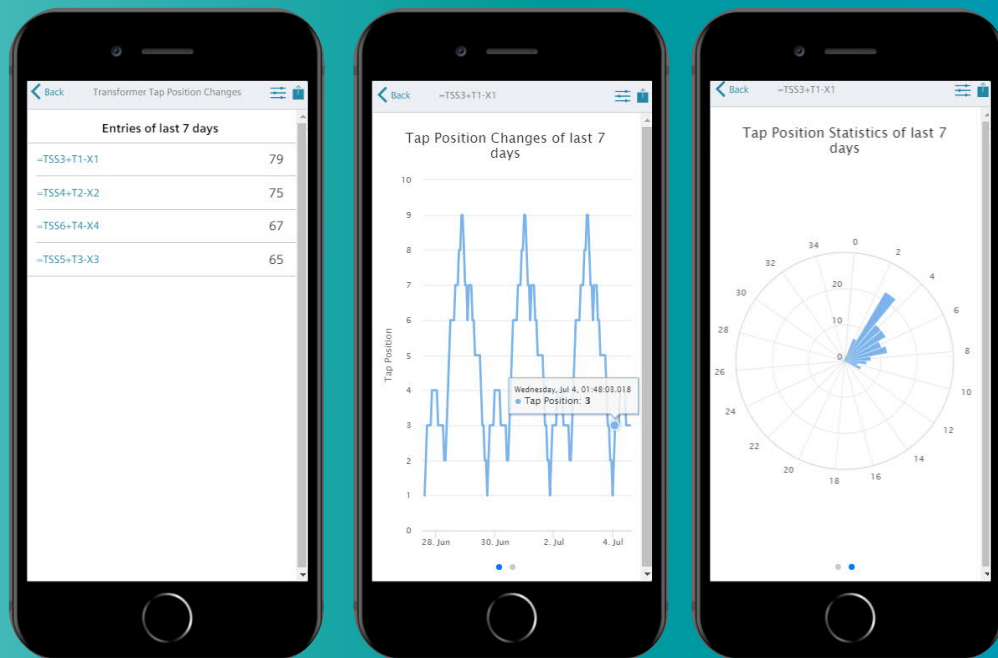 Back
Transformer Tap Position Changes
Entries of last 7 days
=TSS3+T1-X1 79
=TSS4+T2-X2 75
=TSS6+T4-X4 67
=TSS5+T3-X3 65
Back
=TSS3+T1-X1
Tap Position Changes of last 7
days
10
9
8
7
6
5
4
3
2
1
0
Tap Position
Wednesday, Jul 4, 01:48:03.018
Tap Position: 3
28. Jun 30. Jun 2. Jul 4. Jul
Back
=TSS3+T1-X1
Tap Position Statistics of last 7
days
0
2
4
6
8
10
12
14
16
18
20
22
24
26
28
30
32
34
20
10
0